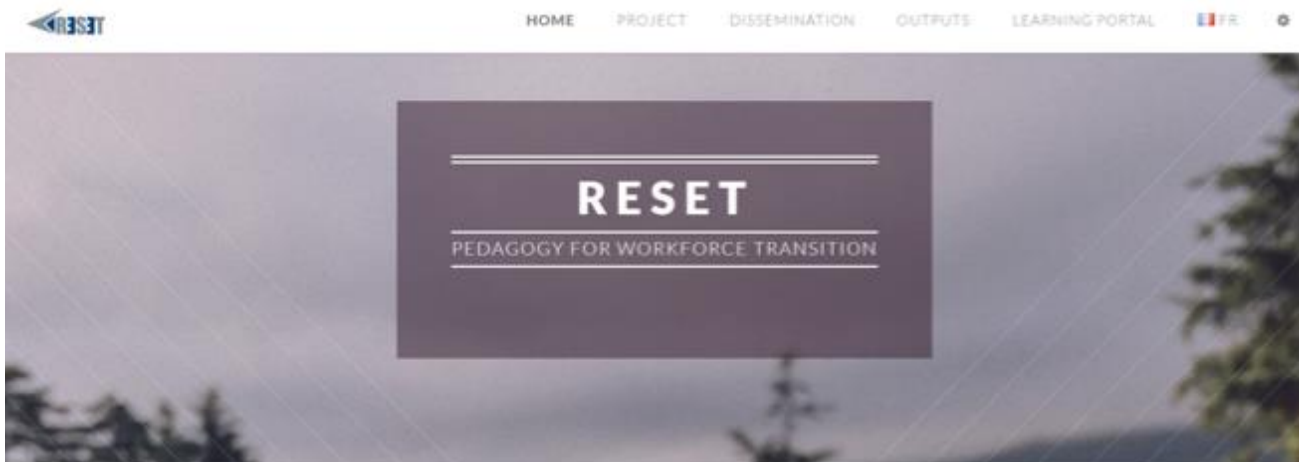 RESET
HOME PROJECT DISSEMINATION OUTPUTS LEARNING PORTAL FR
RESET
PEDAGOGY FOR WORKFORCE TRANSITION